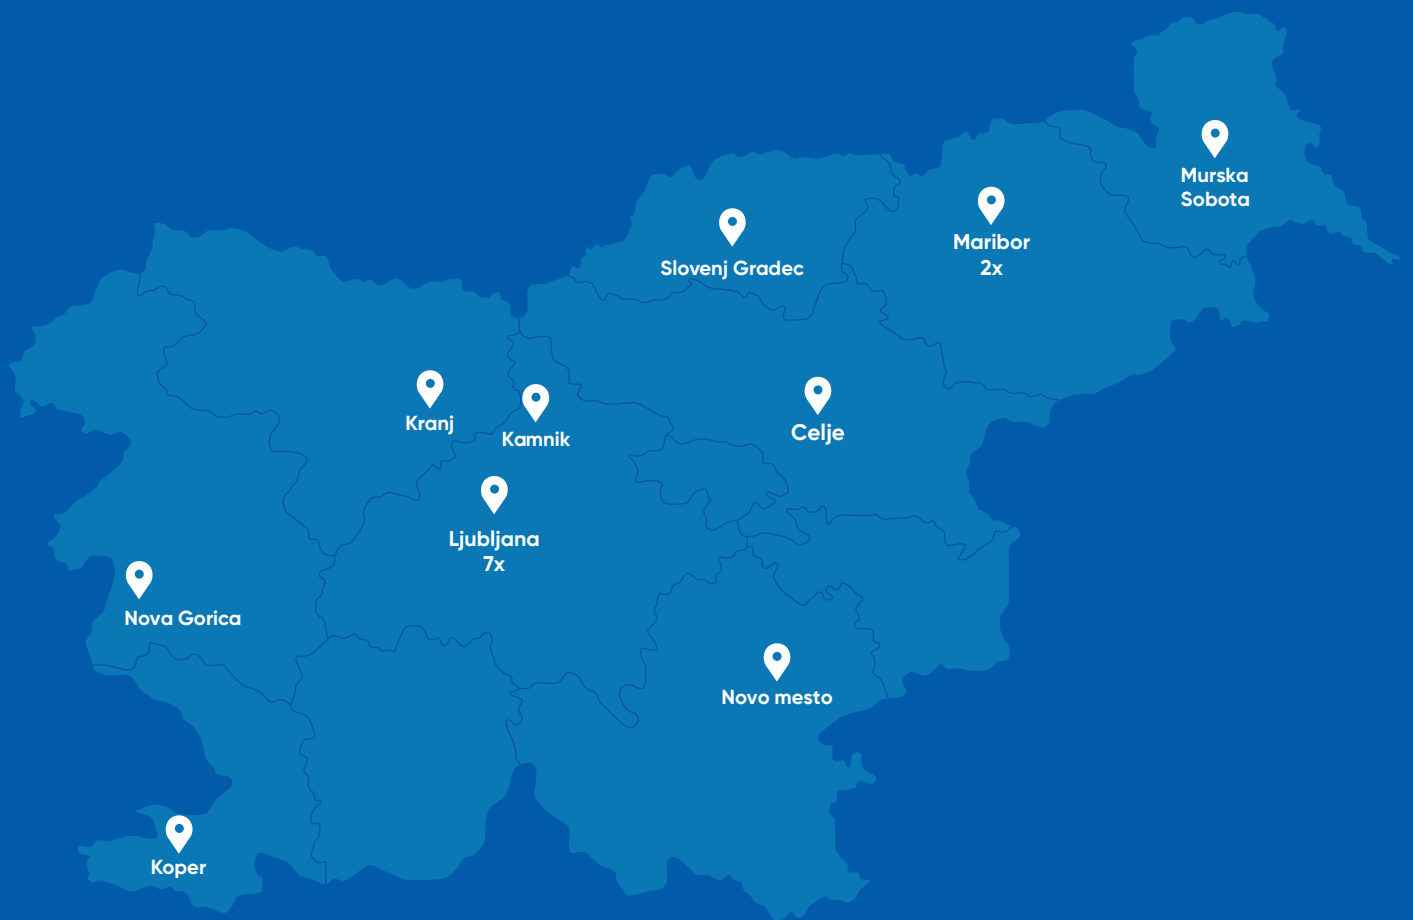 Murska
Sobota
Maribor
2x
Slovenj Gradec
Kranj
Kamnik
Celje
Ljubljana
7x
Nova Gorica
Novo mesto
Koper